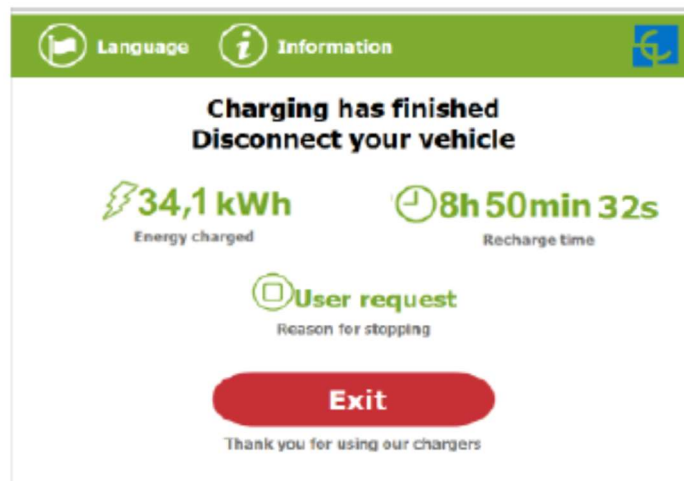 Language
Information
Charging has finished
Disconnect your vehicle
34,1 kWh
Energy charged
8h 50min 32s
Recharge time
User request
Reason for stopping
Exit
Thank you for using our chargers